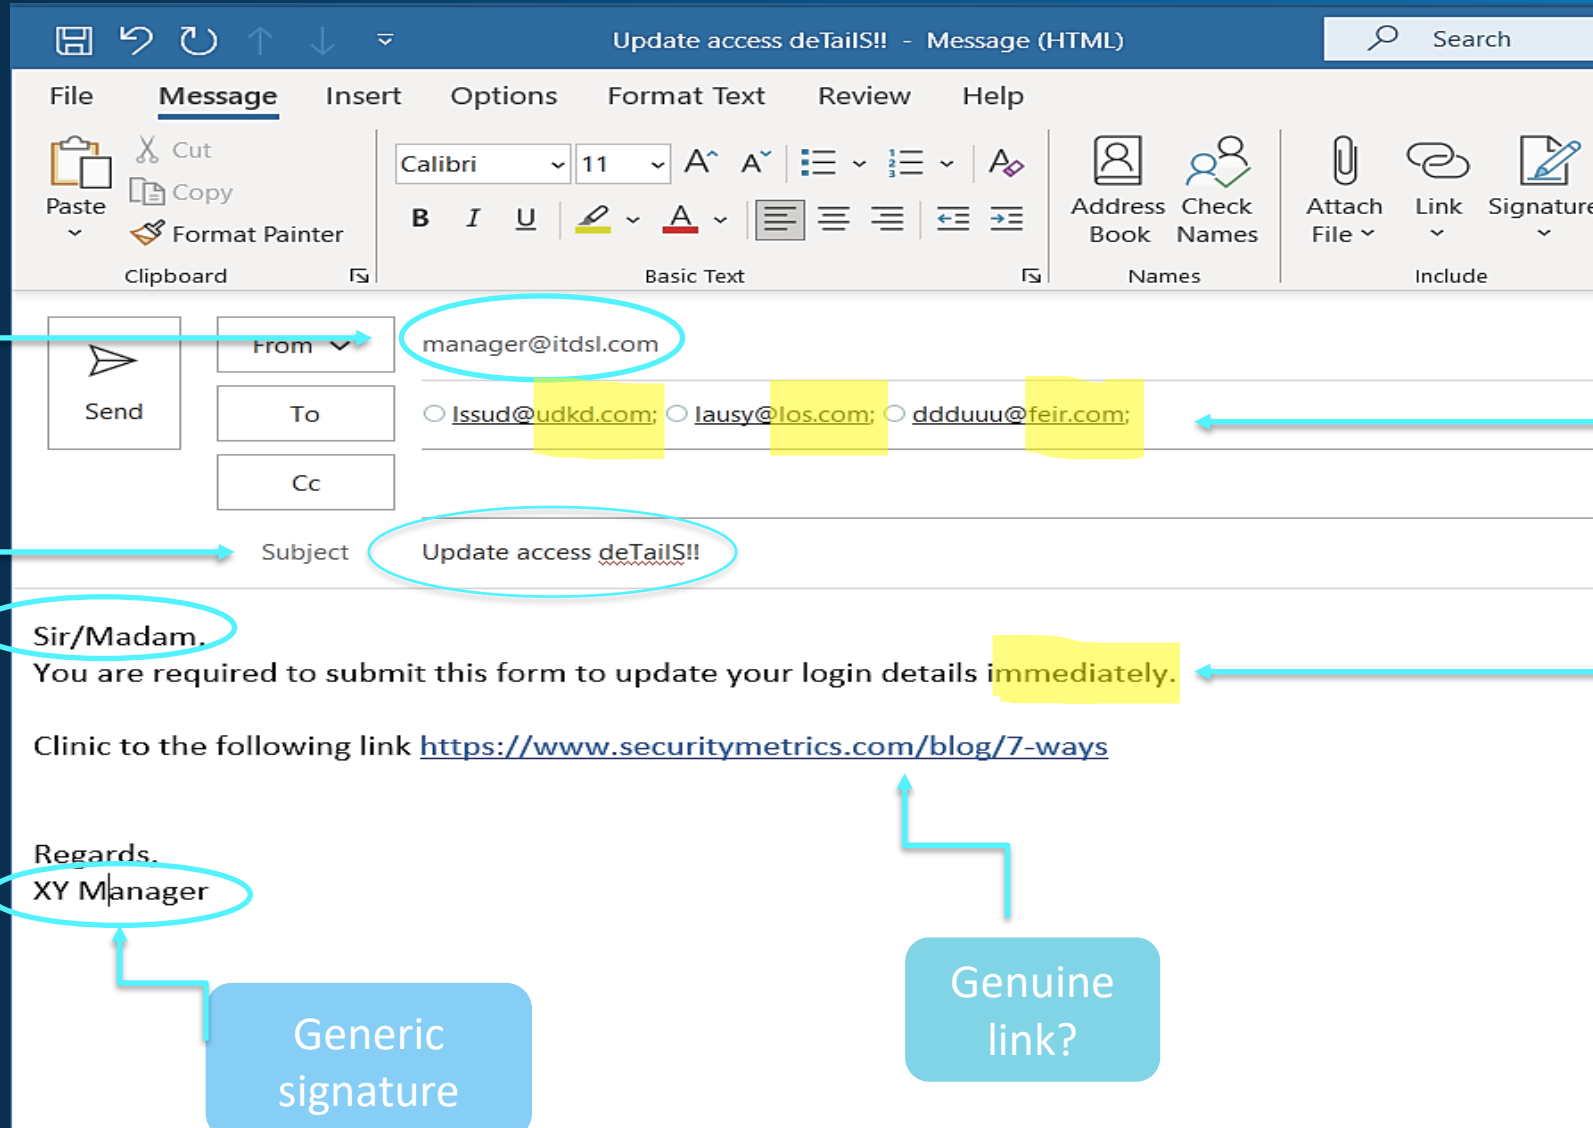 Update access deTailS!! - Message (HTML)
Search
File Message Insert Options Format Text Review Help
Paste
Cut
Copy
Format Painter
Clipboard
Calibri 11
B I U
Basic Text
Address Book
Check Names
Names
Attach File
Link
Signature
Include
Send
From manager@itdsl.com
To lssud@udkd.com; lausy@los.com; ddduuu@feir.com;
Cc
Subject Update access deTailS!!
Sir/Madam,
You are required to submit this form to update your login details immediately.
Clinic to the following link https://www.securitymetrics.com/blog/7-ways
Regards,
XY Manager
Generic
signature
Genuine
link?